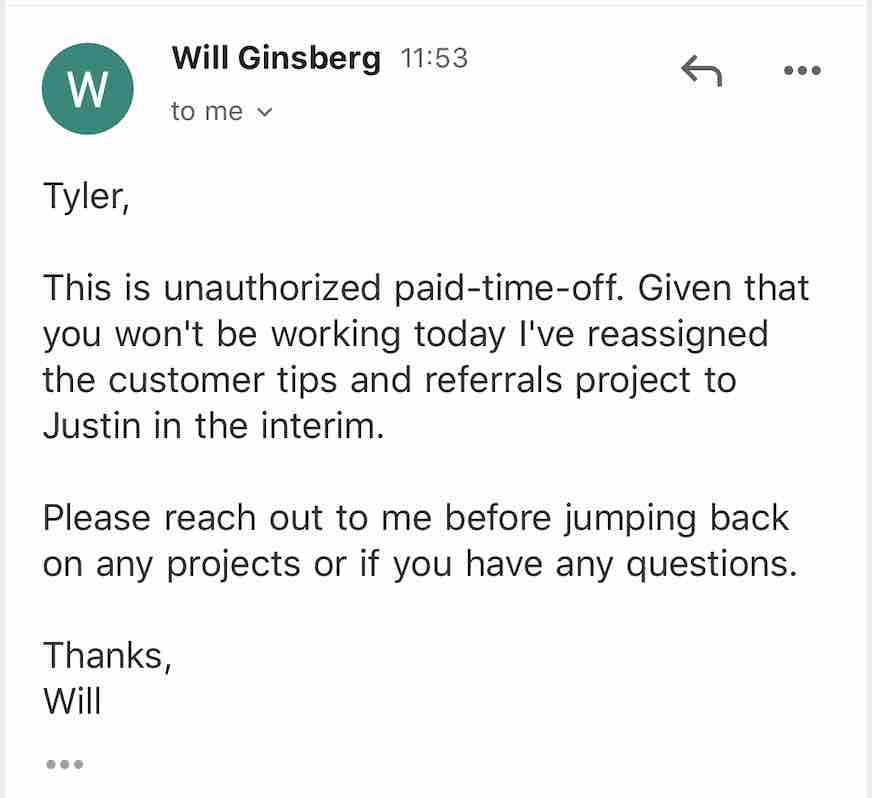 W
Will Ginsberg 11:53
to me
Tyler,
This is unauthorized paid-time-off. Given that
you won't be working today I've reassigned
the customer tips and referrals project to
Justin in the interim.
Please reach out to me before jumping back
on any projects or if you have any questions.
Thanks,
Will